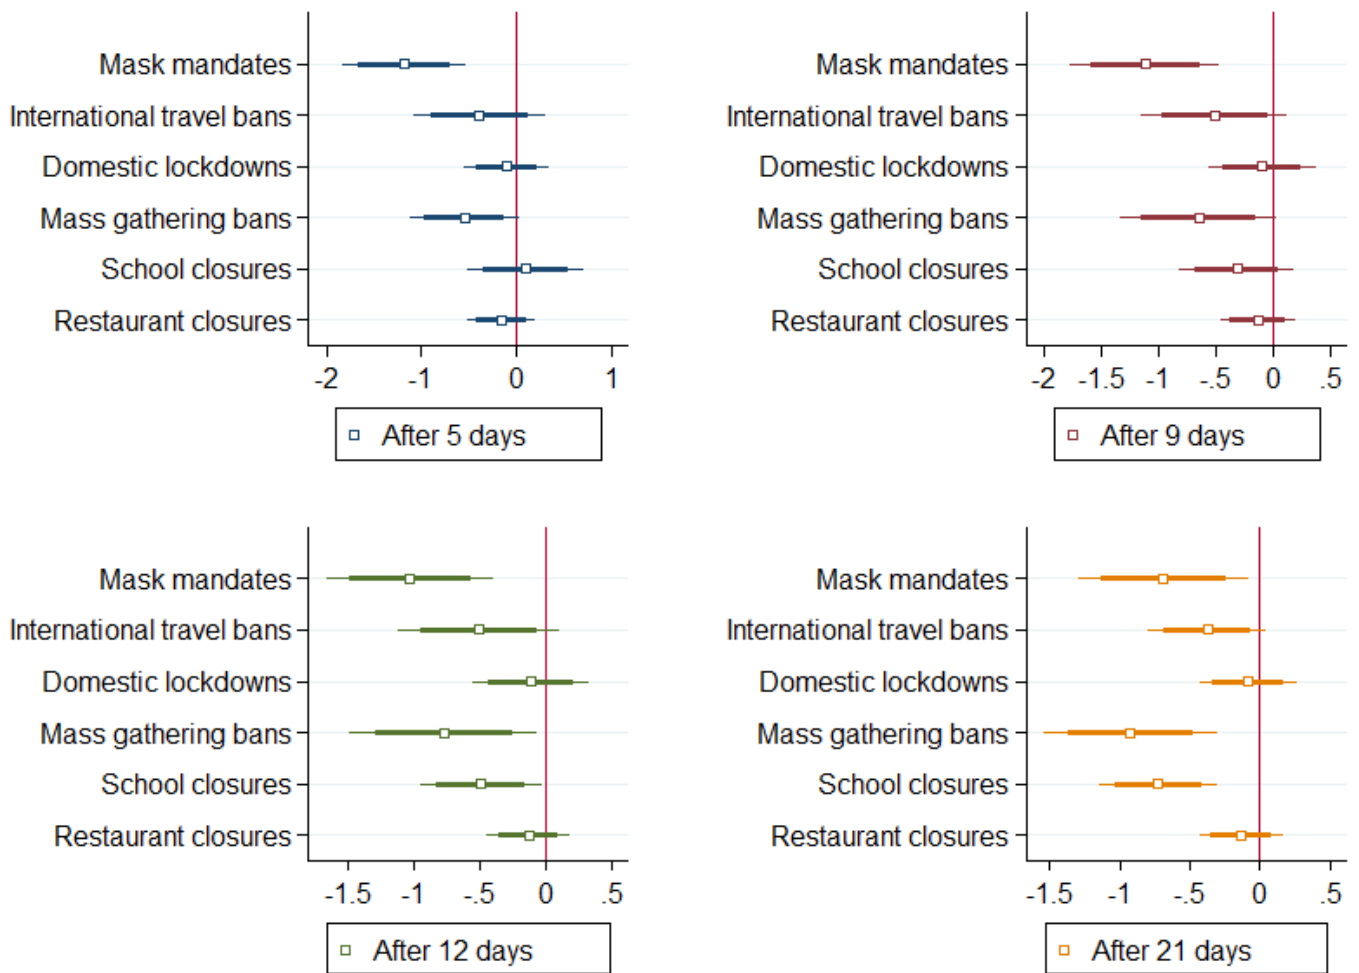 Mask mandates
International travel bans
Domestic lockdowns
Mass gathering bans
School closures
Restaurant closures
-2 -1 0 1
After 5 days
Mask mandates
International travel bans
Domestic lockdowns
Mass gathering bans
School closures
Restaurant closures
-2 -1.5 -1 -.5 0 .5
After 9 days
Mask mandates
International travel bans
Domestic lockdowns
Mass gathering bans
School closures
Restaurant closures
-1.5 -1 -.5 0 .5
After 12 days
Mask mandates
International travel bans
Domestic lockdowns
Mass gathering bans
School closures
Restaurant closures
-1.5 -1 -.5 0 .5
After 21 days